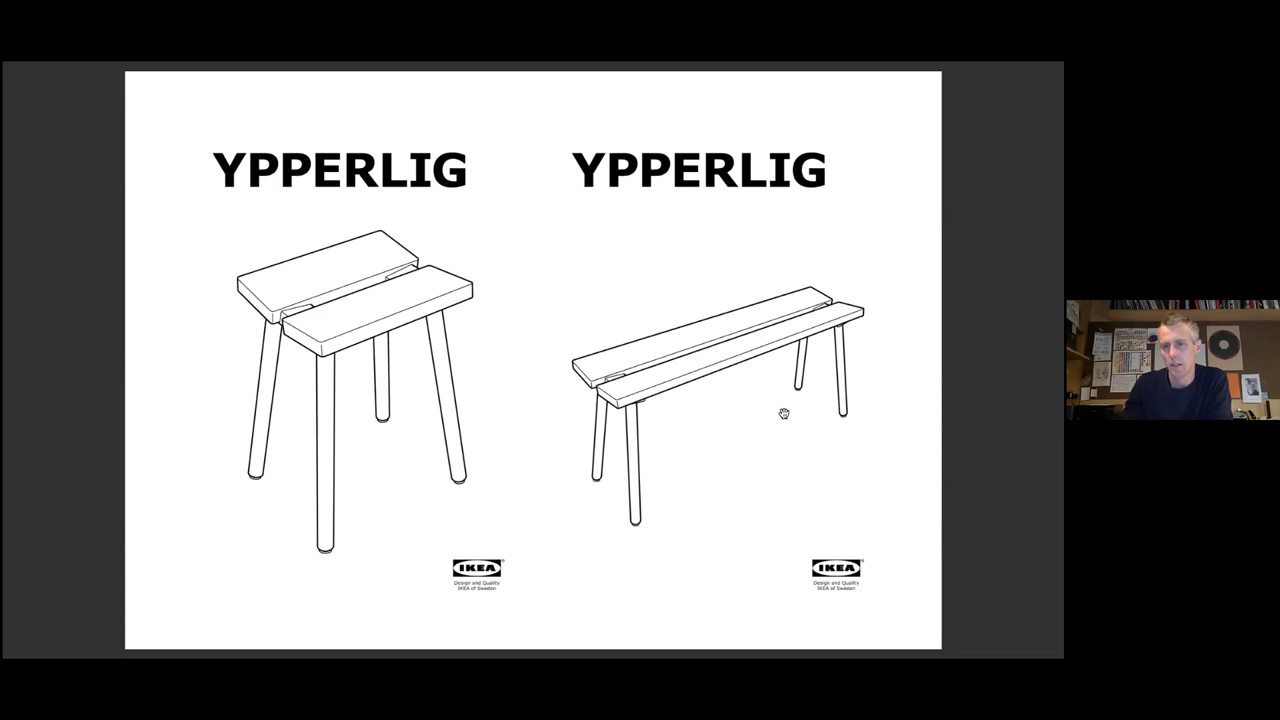 YPPERLIG
YPPERLIG
IKEA
Design and Quality
IKEA of Sweden
IKEA
Design and Quality
IKEA of Sweden